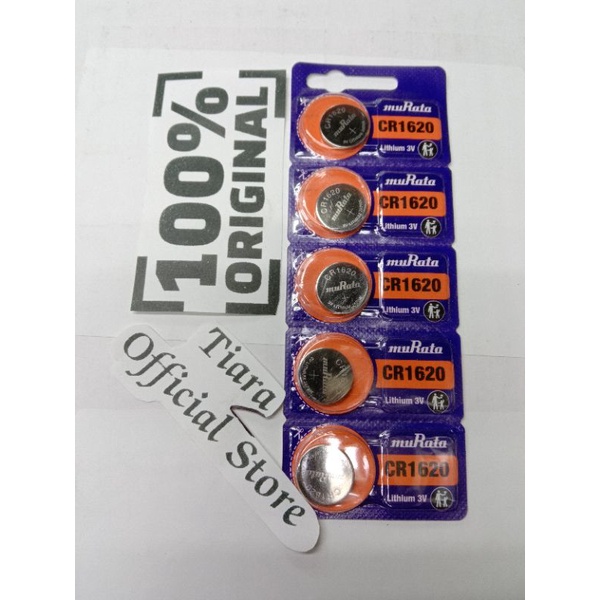 100%
ORIGINAL
Tiara
Official Store
muRata
CR1620
Lithium 3V
muRata
CR1620
Lithium 3V
muRata
CR1620
Lithium 3V
muRata
CR1620
Lithium 3V
muRata
CR1620
Lithium 3V
CR1620
muRata
CR1620
muRata
CR1620
muRata